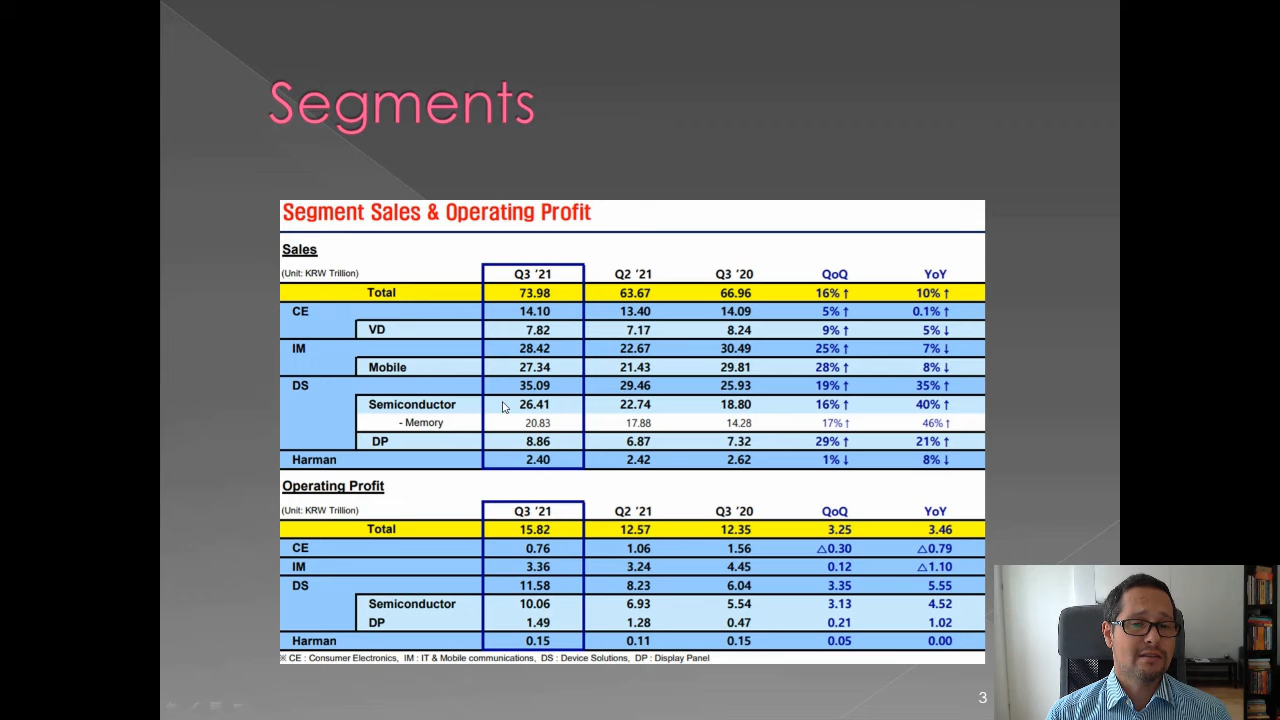 Segments
Segment Sales & Operating Profit
Sales
(Unit: KRW Trillion) Q3 '21 Q2 '21 Q3 '20 QoQ YoY
Total 73.98 63.67 66.96 16% ↑ 10% ↑
CE 14.10 13.40 14.09 5% ↑ 0.1% ↑
VD 7.82 7.17 8.24 9% ↑ 5% ↓
IM 28.42 22.67 30.49 25% ↑ 7% ↓
Mobile 27.34 21.43 29.81 28% ↑ 8% ↓
DS 35.09 29.46 25.93 19% ↑ 35% ↑
Semiconductor 26.41 22.74 18.80 16% ↑ 40% ↑
- Memory 20.83 17.88 14.28 17% ↑ 46% ↑
DP 8.86 6.87 7.32 29% ↑ 21% ↑
Harman 2.40 2.42 2.62 1% ↓ 8% ↓
Operating Profit
(Unit: KRW Trillion) Q3 '21 Q2 '21 Q3 '20 QoQ YoY
Total 15.82 12.57 12.35 3.25 3.46
CE 0.76 1.06 1.56 △0.30 △0.79
IM 3.36 3.24 4.45 0.12 △1.10
DS 11.58 8.23 6.04 3.35 5.55
Semiconductor 10.06 6.93 5.54 3.13 4.52
DP 1.49 1.28 0.47 0.21 1.02
Harman 0.15 0.11 0.15 0.05 0.00
※ CE : Consumer Electronics, IM : IT & Mobile communications, DS : Device Solutions, DP : Display Panel
3